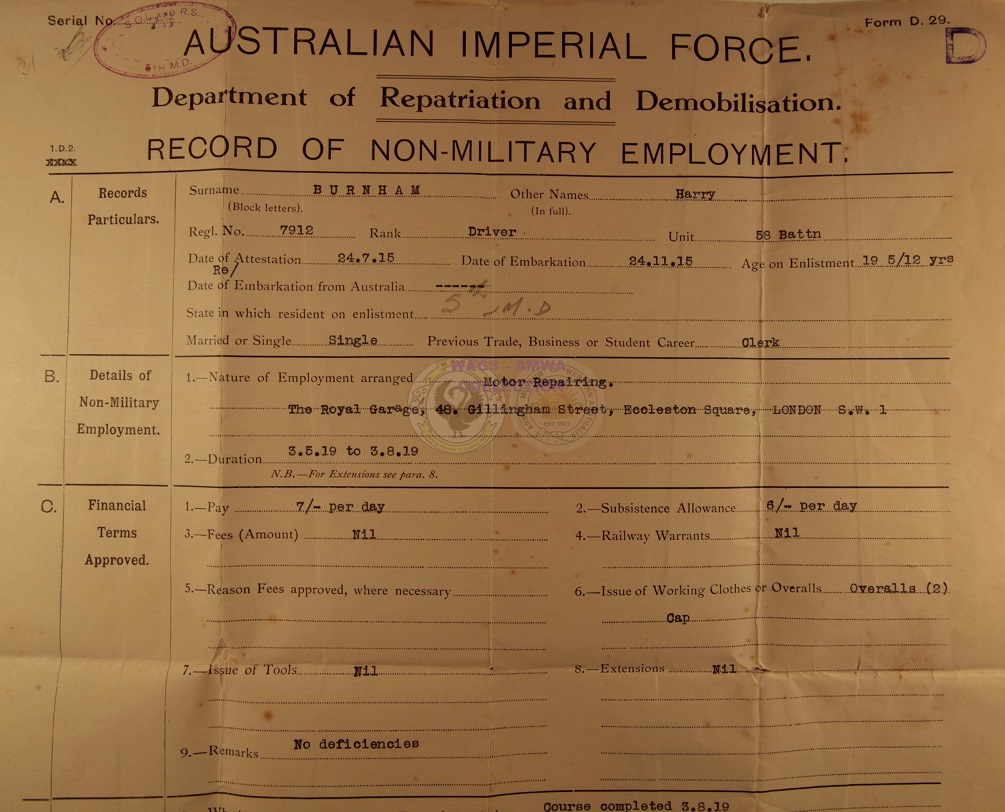 Serial No.
S.O. L AND R.S.
5TH M.D.
Form D. 29.
D
AUSTRALIAN IMPERIAL FORCE.
Department of Repatriation and Demobilisation.
1.D.2.
xxxx
RECORD OF NON-MILITARY EMPLOYMENT.
A. Records Particulars.
Surname BURNHAM Other Names Harry
(Block letters). (In full).
Regl. No. 7912 Rank Driver Unit 58 Battn
Date of Attestation 24.7.15 Date of Embarkation 24.11.15 Age on Enlistment 19 5/12 yrs
Re/
Date of Embarkation from Australia ------
State in which resident on enlistment 5th M.D
Married or Single Single Previous Trade, Business or Student Career Clerk
B. Details of Non-Military Employment.
1.—Nature of Employment arranged Motor Repairing.
The Royal Garage, 48. Gillingham Street, Eccleston Square, LONDON S.W. 1
2.—Duration 3.5.19 to 3.8.19
N.B.—For Extensions see para. 8.
WAGS - AMWA
C. Financial Terms Approved.
1.—Pay 7/- per day 2.—Subsistence Allowance 6/- per day
3.—Fees (Amount) Nil 4.—Railway Warrants Nil
5.—Reason Fees approved, where necessary 6.—Issue of Working Clothes or Overalls Overalls (2)
Cap
7.—Issue of Tools Nil 8.—Extensions Nil
9.—Remarks No deficiencies
Course completed 3.8.19